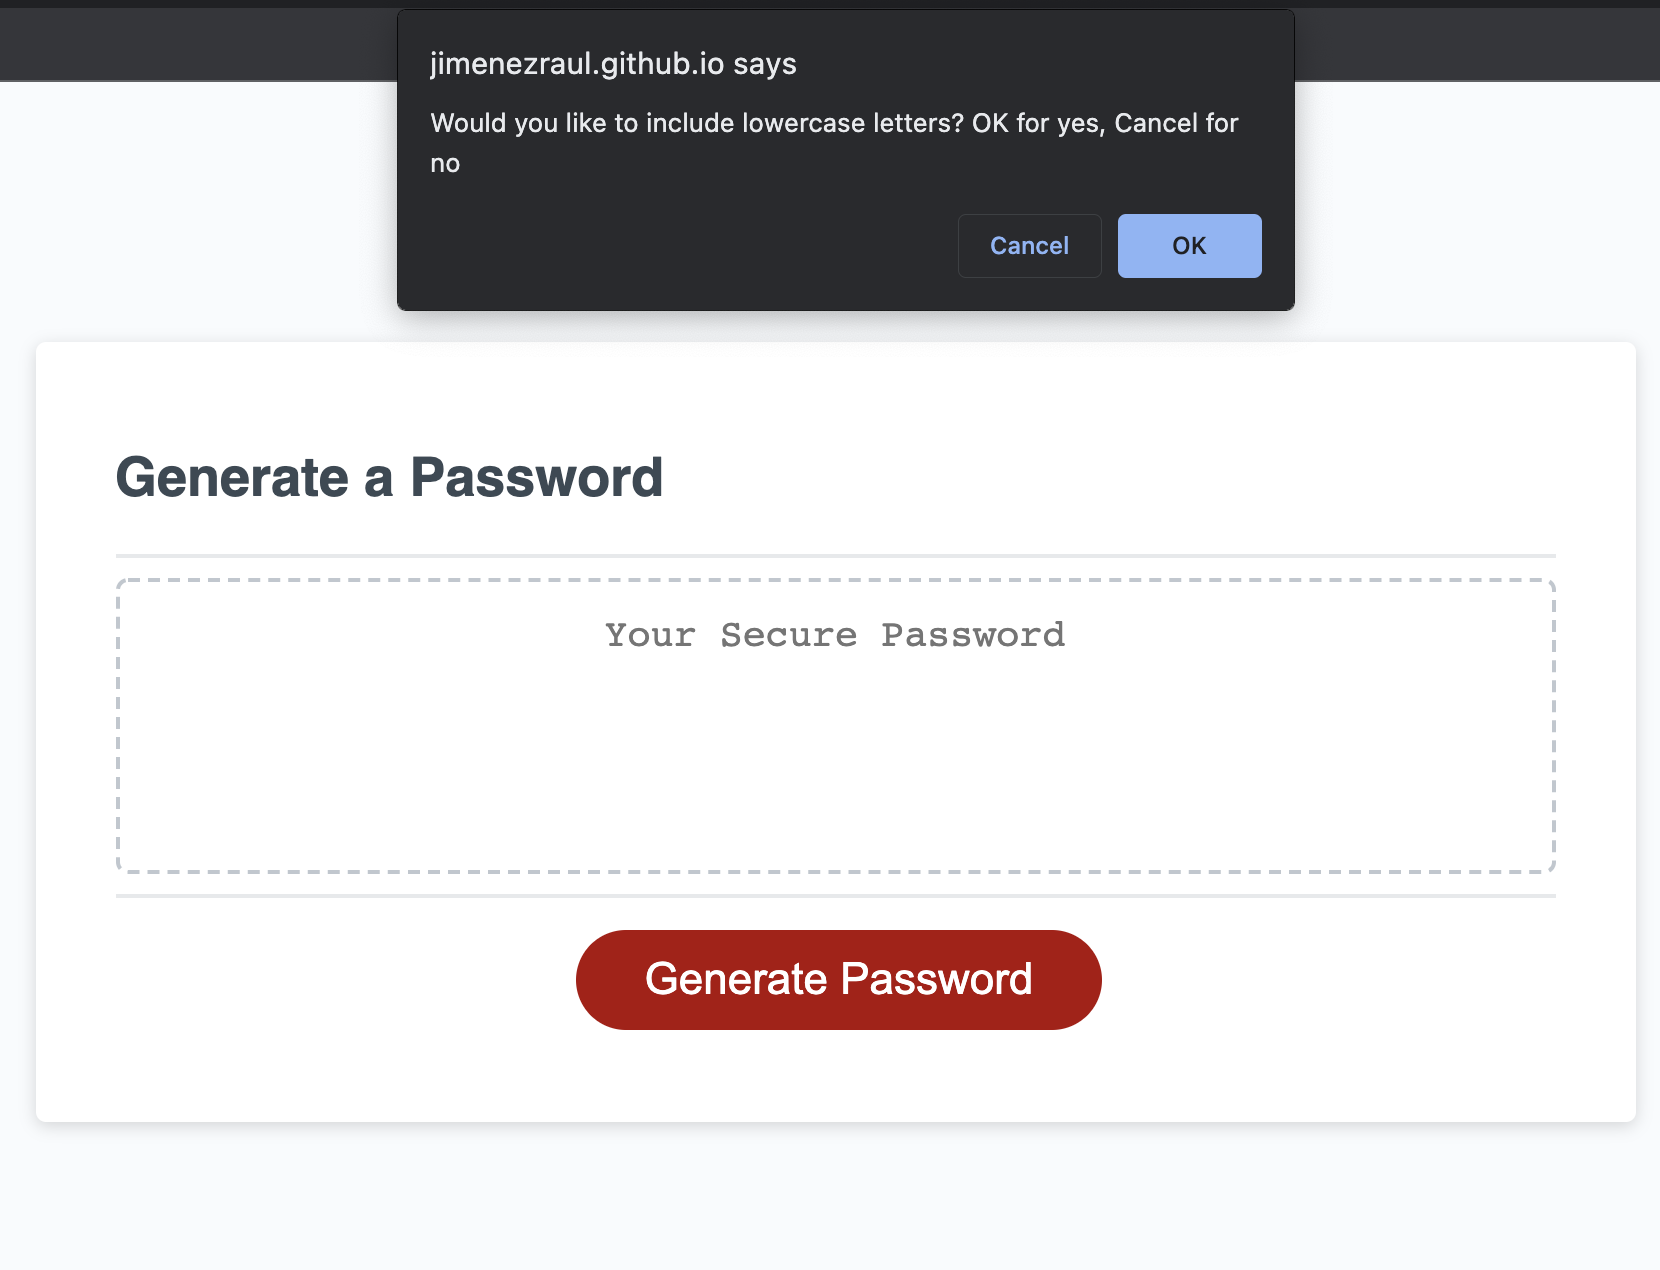 jimenezraul.github.io says
Would you like to include lowercase letters? OK for yes, Cancel for
no
Cancel
OK
Generate a Password
Your Secure Password
Generate Password